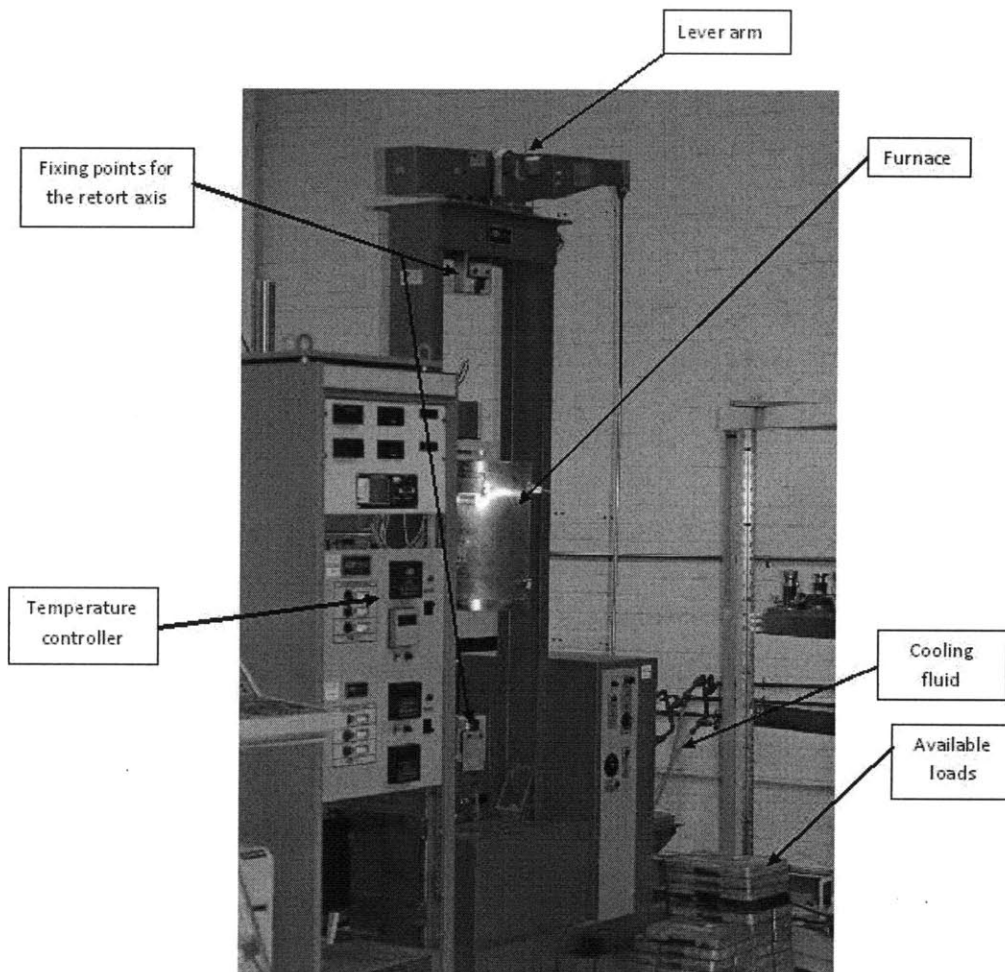 Lever arm
Fixing points for
the retort axis
Furnace
Temperature
controller
Cooling
fluid
Available
loads